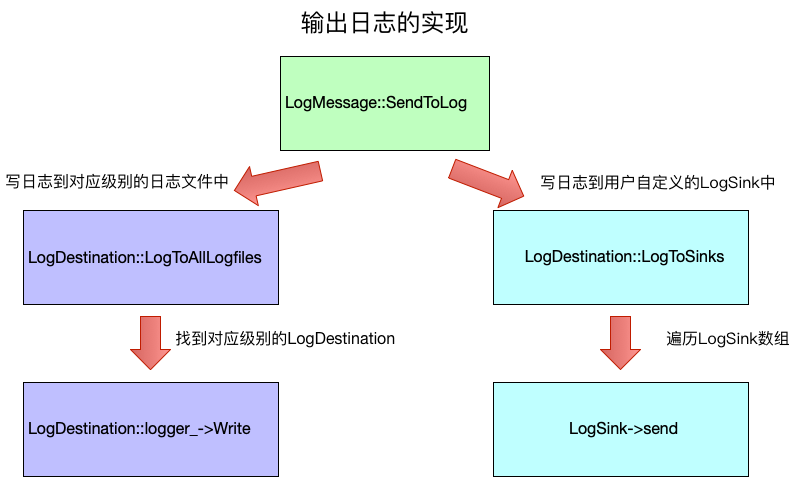 输出日志的实现
LogMessage::SendToLog
写日志到对应级别的日志文件中
写日志到用户自定义的LogSink中
LogDestination::LogToAllLogfiles
LogDestination::LogToSinks
找到对应级别的LogDestination
遍历LogSink数组
LogDestination::logger_->Write
LogSink->send